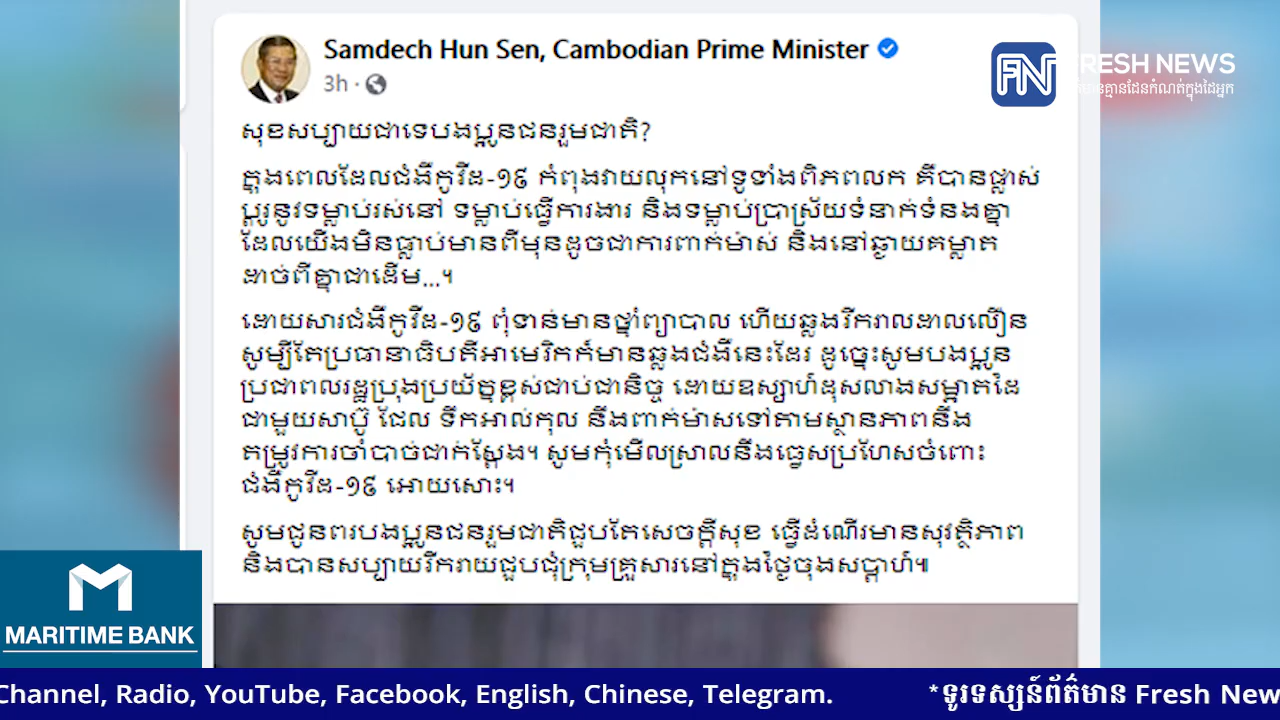 Samdech Hun Sen, Cambodian Prime Minister
3h ·
FRESH NEWS
ព័ត៌មានគ្មានដែនកំណត់ក្នុងដៃអ្នក
សុខសប្បាយជាទេបងប្អូនជនរួមជាតិ?
ក្នុងពេលដែលជំងឺកូវីដ-១៩ កំពុងវាយលុកនៅទូទាំងពិភពលោក គឺបានផ្លាស់
ប្តូរនូវទម្លាប់រស់នៅ ទម្លាប់ធ្វើការងារ និងទម្លាប់ប្រាស្រ័យទំនាក់ទំនងគ្នា
ដែលយើងមិនធ្លាប់មានពីមុនដូចជាការពាក់ម៉ាស់ និងនៅឆ្ងាយគម្លាត
ដាច់ពីគ្នាជាដើម...។
ដោយសារជំងឺកូវីដ-១៩ ពុំទាន់មានថ្នាំព្យាបាល ហើយឆ្លងរីករាលដាលលឿន
សូម្បីតែប្រធានាធិបតីអាមេរិកក៏មានឆ្លងជំងឺនេះដែរ ដូច្នេះសូមបងប្អូន
ប្រជាពលរដ្ឋប្រុងប្រយ័ត្នខ្ពស់ជាប់ជានិច្ច ដោយឧស្សាហ៍ដុសលាងសម្អាតដៃ
ជាមួយសាប៊ូ ជែល ទឹកអាល់កុល នឹងពាក់ម៉ាសទៅតាមស្ថានភាពនឹង
តម្រូវការចាំបាច់ជាក់ស្តែង។ សូមកុំមើលស្រាលនឹងធ្វេសប្រហែសចំពោះ
ជំងឺកូវីដ-១៩ អោយសោះ។
សូមជូនពរបងប្អូនជនរួមជាតិជួបតែសេចក្តីសុខ ធ្វើដំណើរមានសុវត្ថិភាព
និងបានសប្បាយរីករាយជួបជុំក្រុមគ្រួសារនៅក្នុងថ្ងៃចុងសប្តាហ៍៕
MARITIME BANK
Channel, Radio, YouTube, Facebook, English, Chinese, Telegram. *ទូរទស្សន៍ព័ត៌មាន Fresh New